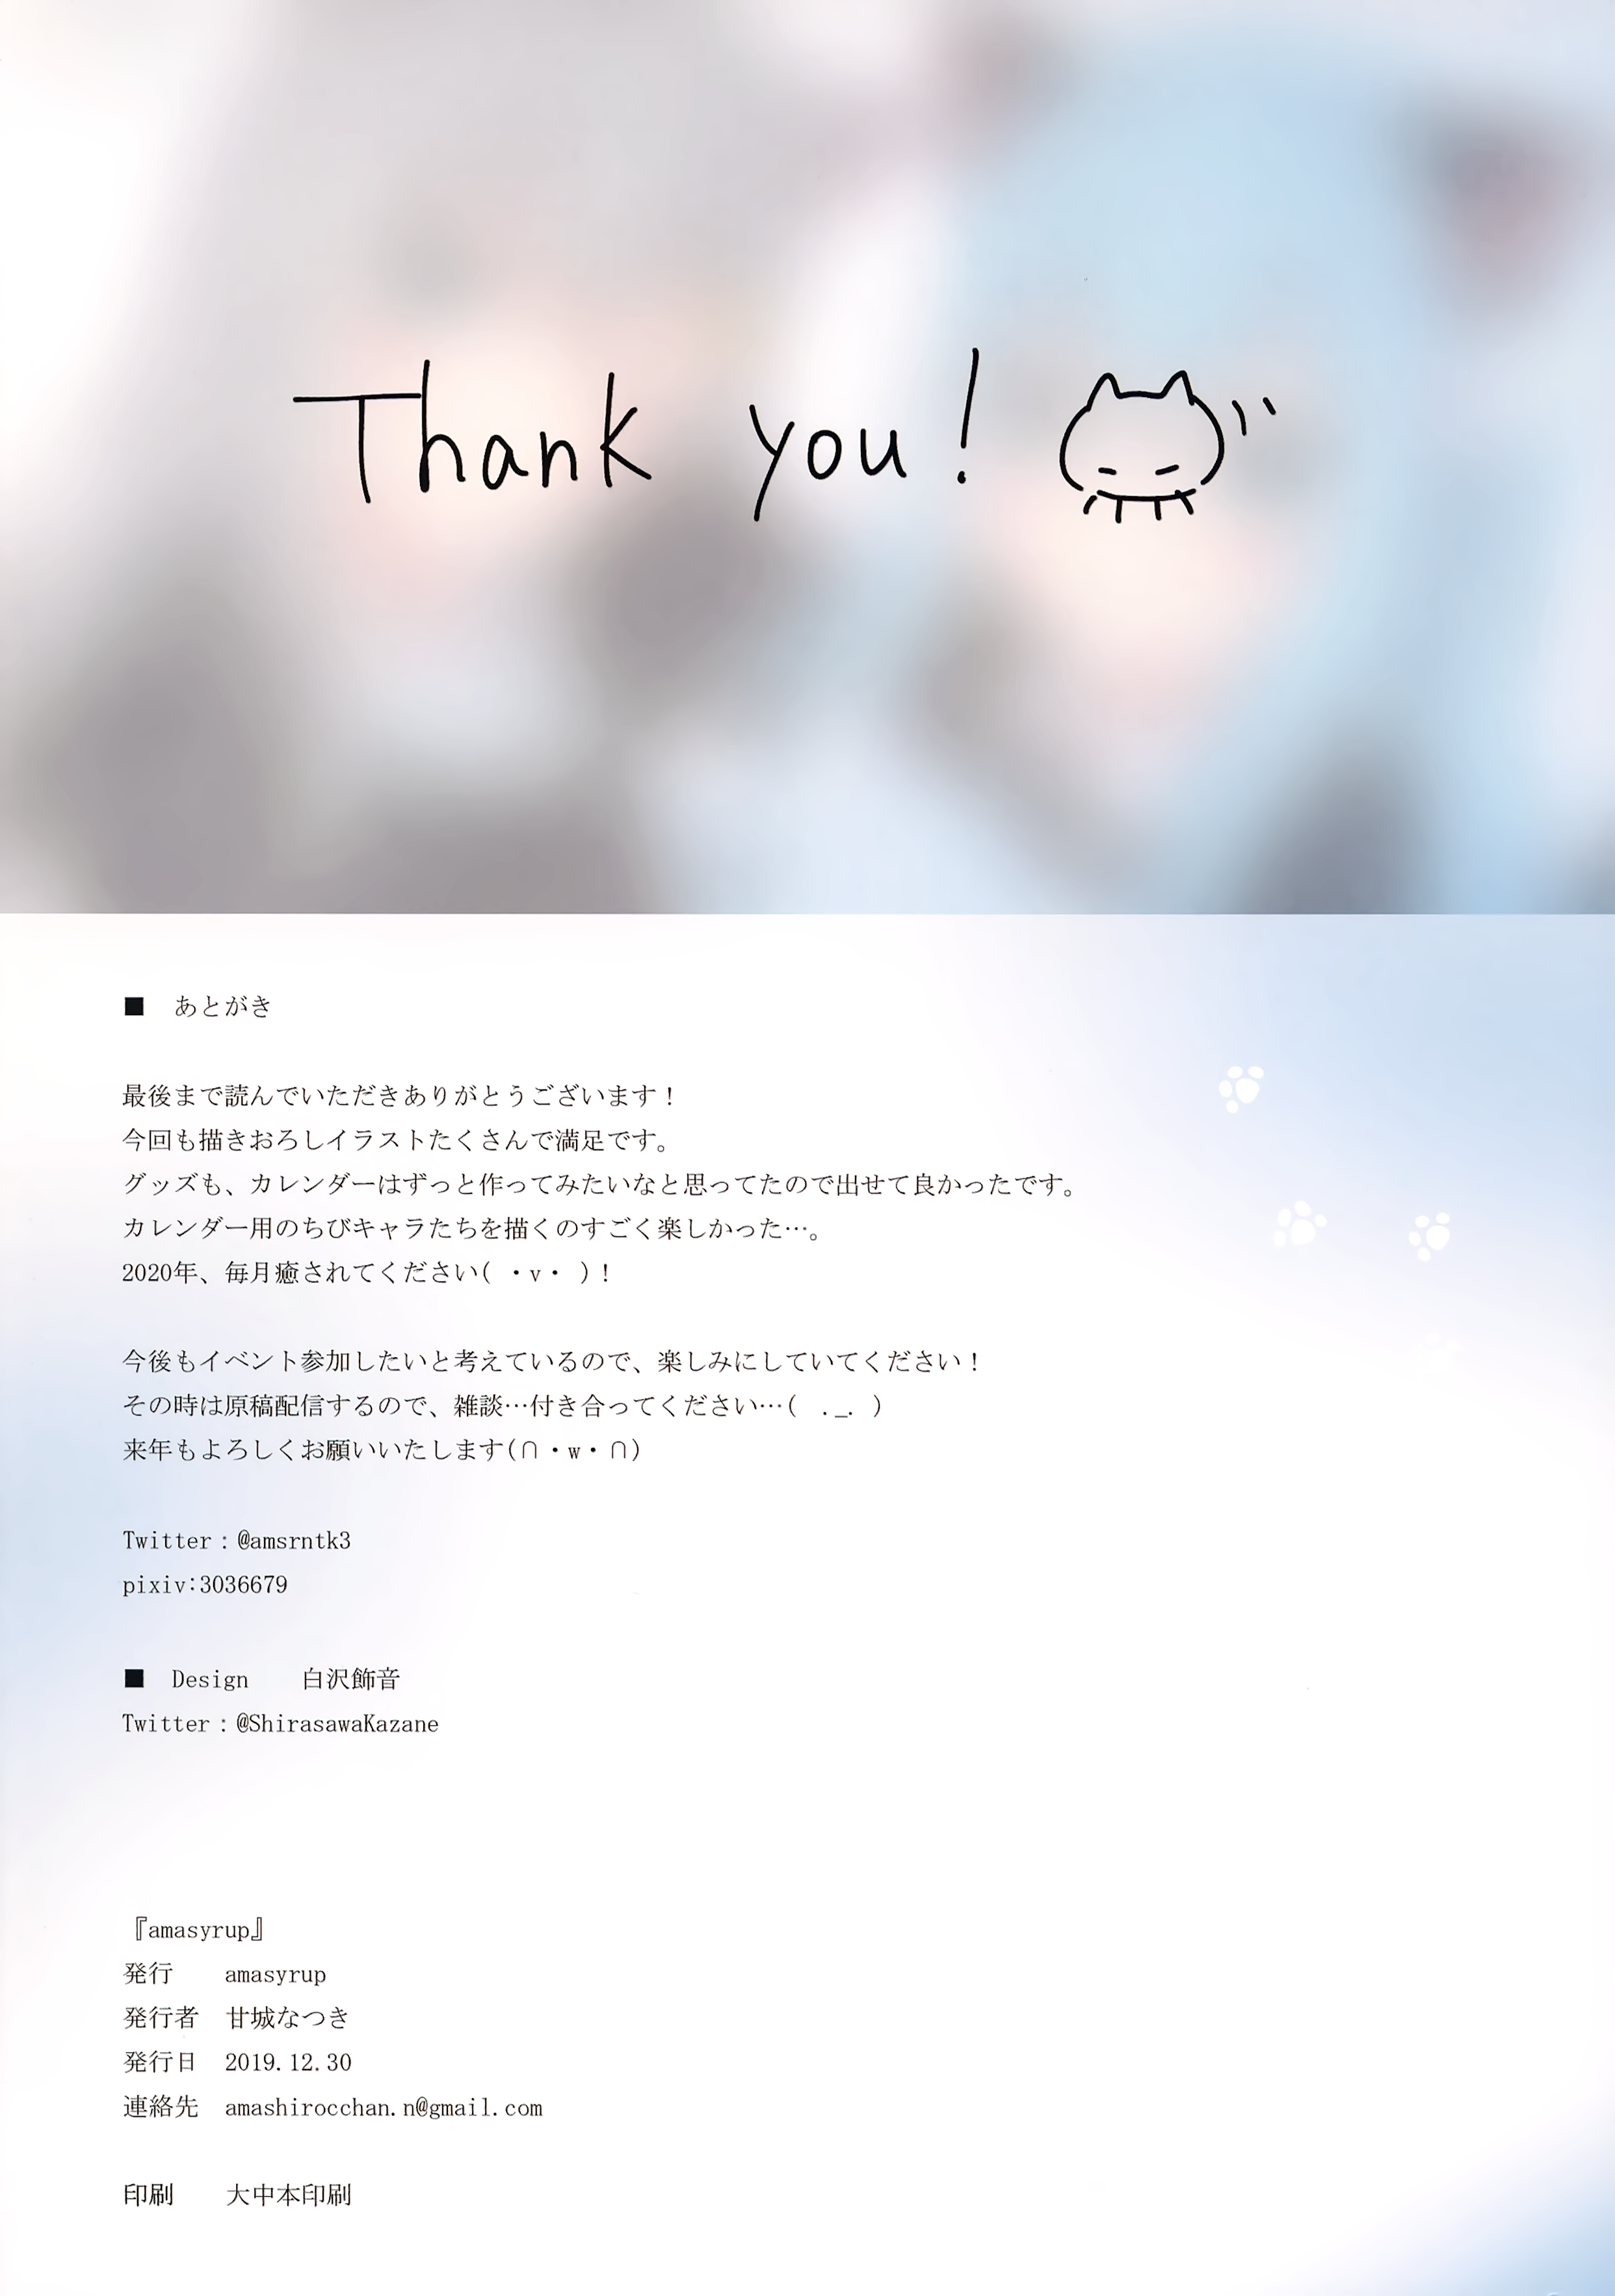 Thank you!
■ あとがき
最後まで読んでいただきありがとうございます！
今回も描きおろしイラストたくさんで満足です。
グッズも、カレンダーはずっと作ってみたいなと思ってたので出せて良かったです。
カレンダー用のちびキャラたちを描くのすごく楽しかった…。
2020年、毎月癒されてください( ・v・ )！
今後もイベント参加したいと考えているので、楽しみにしていてください！
その時は原稿配信するので、雑談…付き合ってください…( ._. )
来年もよろしくお願いいたします(∩・w・∩)
Twitter：@amsrntk3
pixiv:3036679
■ Design 白沢飾音
Twitter：@ShirasawaKazane
『amasyrup』
発行 amasyrup
発行者 甘城なつき
発行日 2019.12.30
連絡先 amashirocchan.n@gmail.com
印刷 大中本印刷